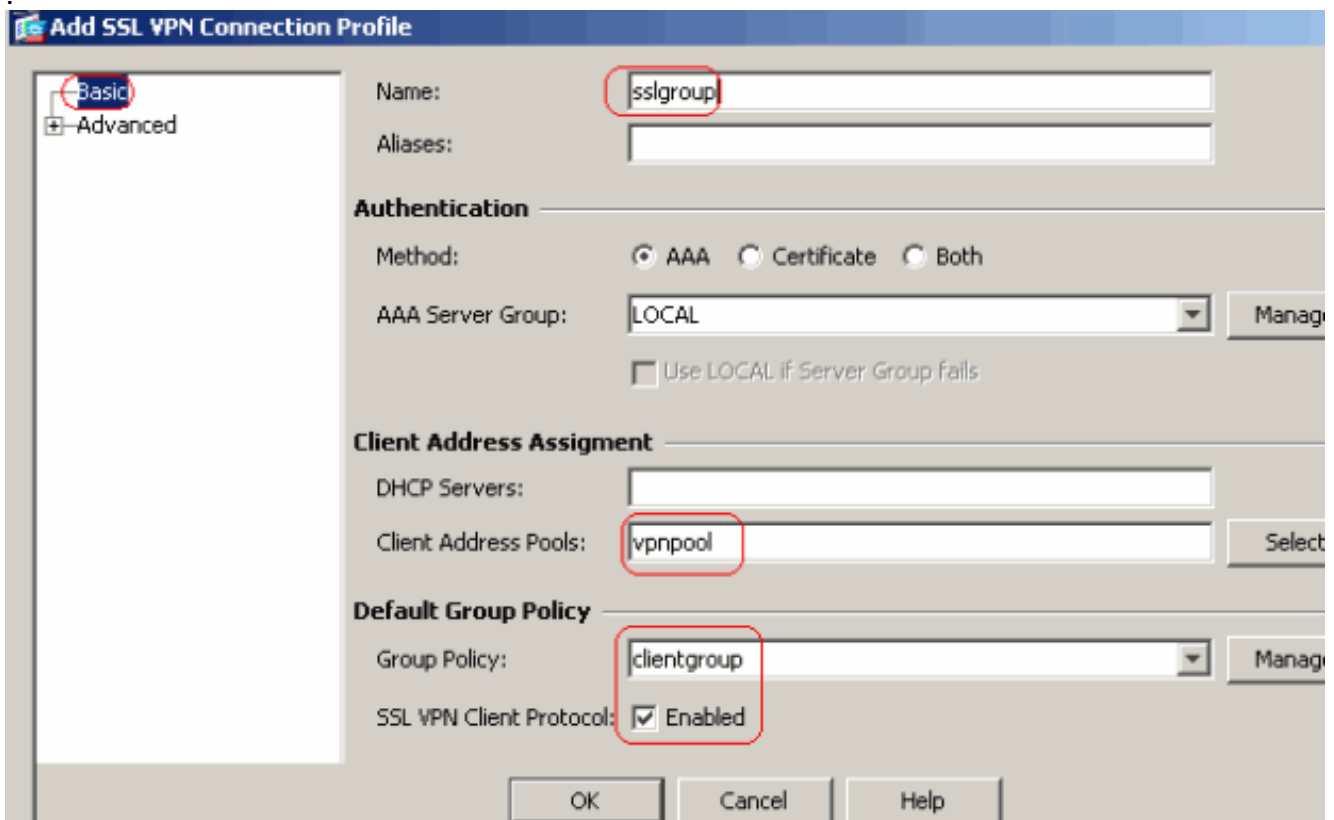 Add SSL VPN Connection Profile
Basic
Advanced
Name: sslgroup
Aliases:
Authentication
Method: AAA Certificate Both
AAA Server Group: LOCAL Manage
Use LOCAL if Server Group fails
Client Address Assigment
DHCP Servers:
Client Address Pools: vpnpool Select
Default Group Policy
Group Policy: clientgroup Manage
SSL VPN Client Protocol: Enabled
OK Cancel Help